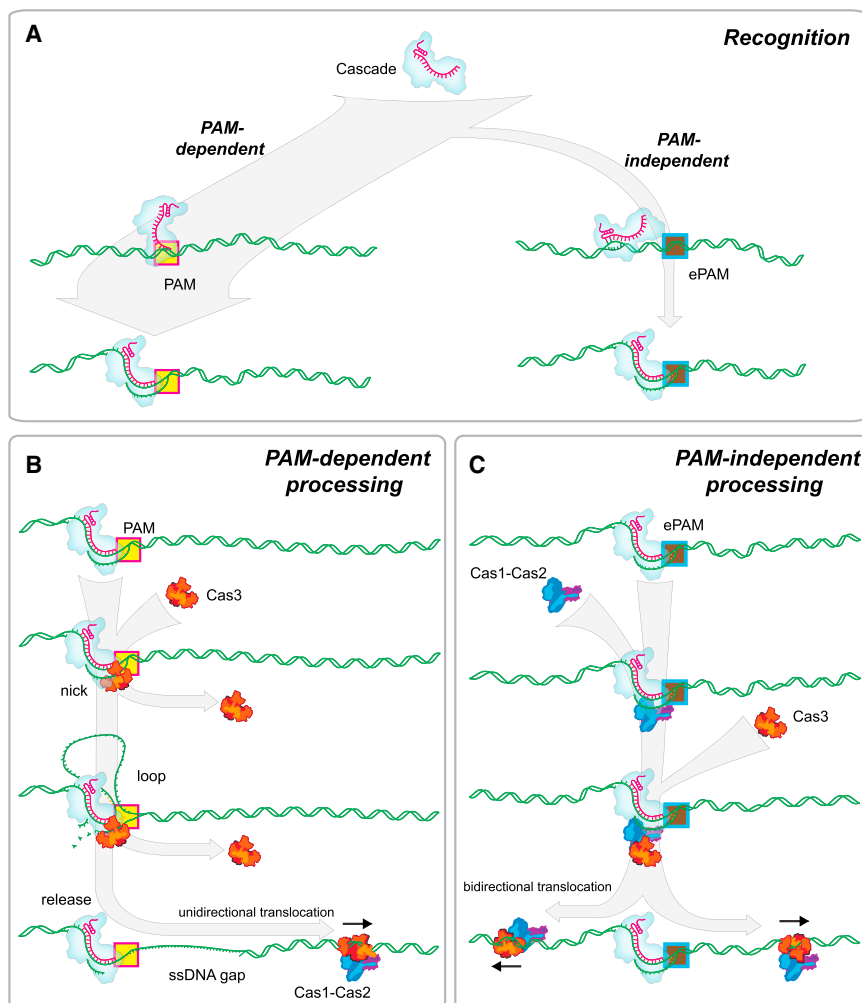 A
Recognition
Cascade
PAM-
dependent
PAM-
independent
PAM
ePAM
B
PAM-dependent
processing
PAM
Cas3
nick
loop
release
unidirectional translocation
ssDNA gap
Cas1-Cas2
C
PAM-independent
processing
ePAM
Cas1-Cas2
Cas3
bidirectional translocation